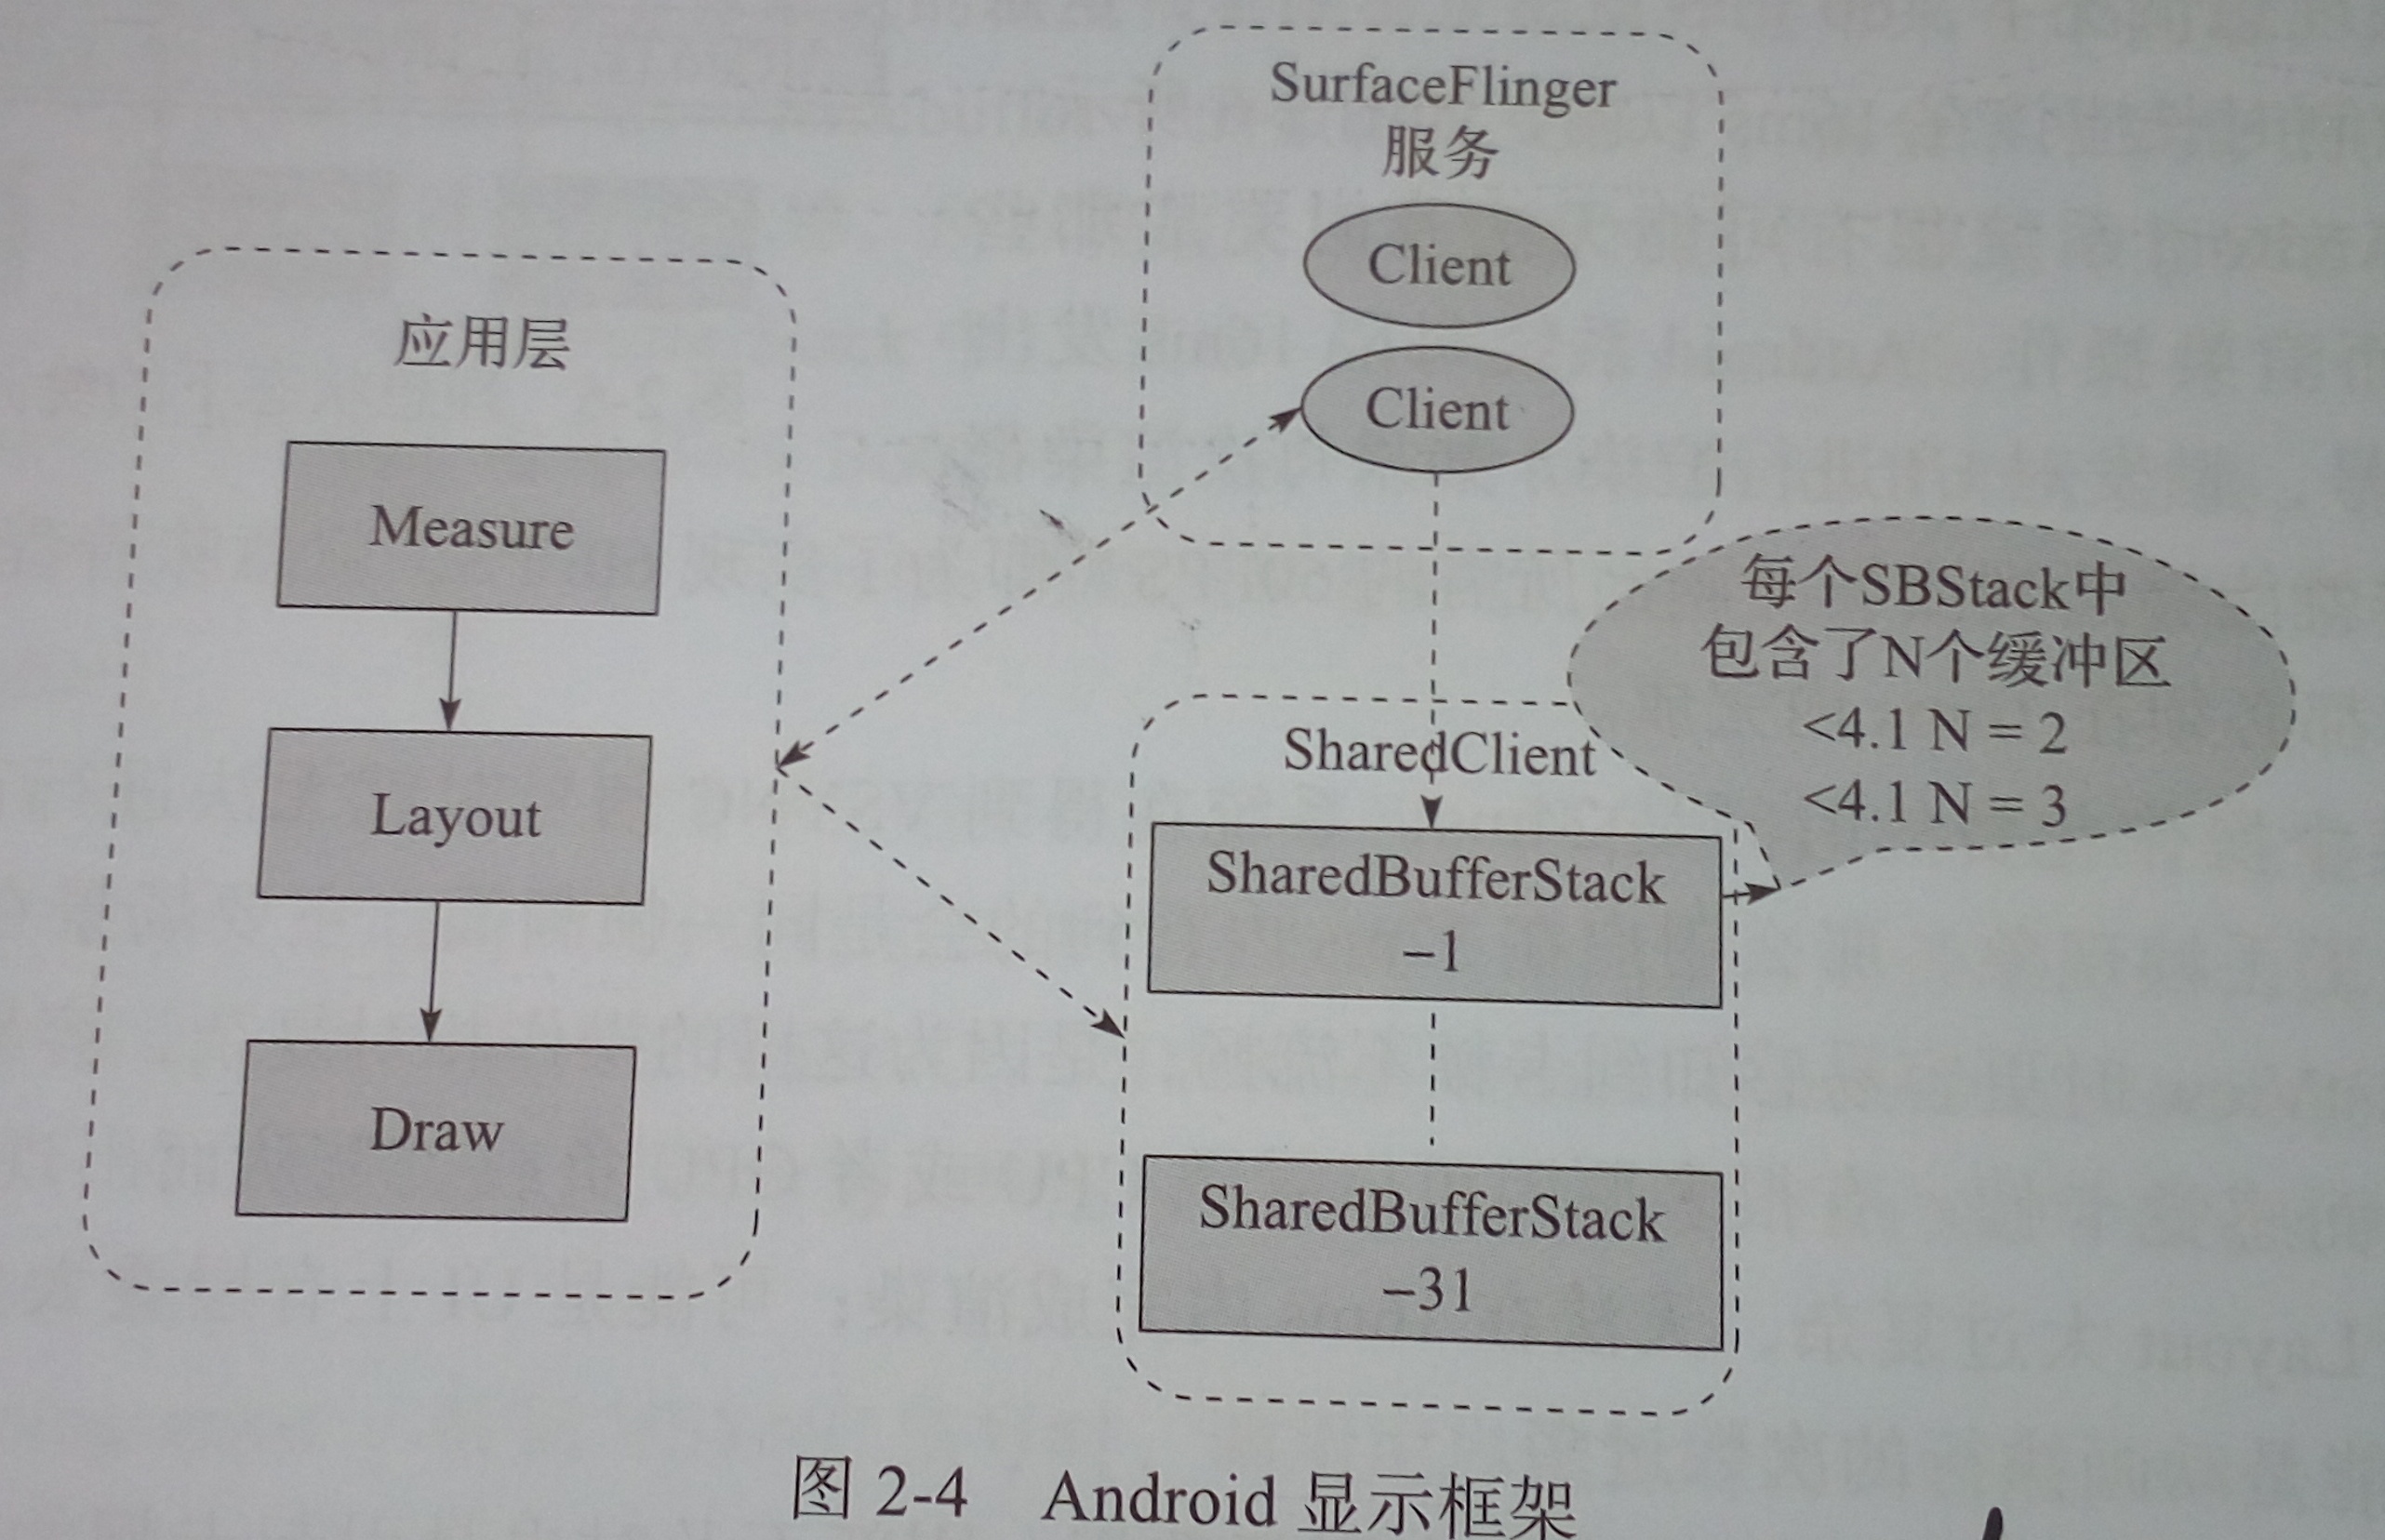 SurfaceFlinger
服务
Client
Client
应用层
Measure
Layout
Draw
每个SBStack中
包含了N个缓冲区
<4.1 N = 2
<4.1 N = 3
SharedClient
SharedBufferStack
–1
SharedBufferStack
–31
图 2-4 Android 显示框架